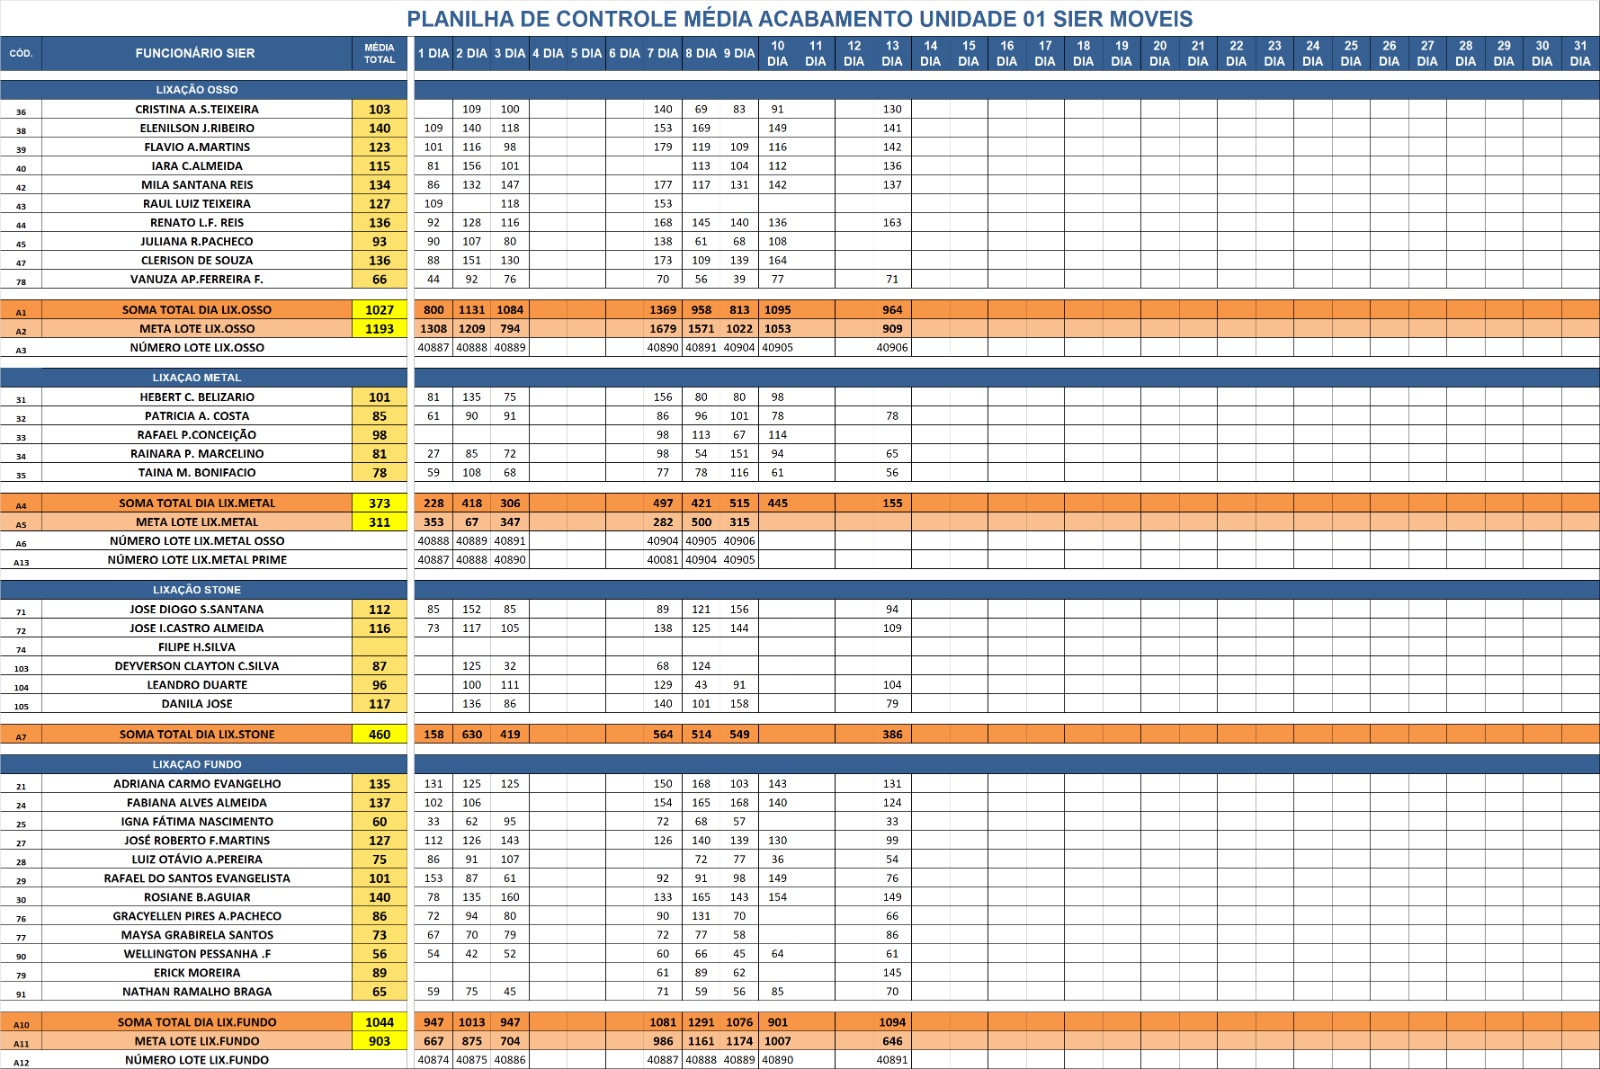 PLANILHA DE CONTROLE MÉDIA ACABAMENTO UNIDADE 01 SIER MOVEIS
CÓD. FUNCIONÁRIO SIER MÉDIA TOTAL 1 DIA 2 DIA 3 DIA 4 DIA 5 DIA 6 DIA 7 DIA 8 DIA 9 DIA 10 DIA 11 DIA 12 DIA 13 DIA 14 DIA 15 DIA 16 DIA 17 DIA 18 DIA 19 DIA 20 DIA 21 DIA 22 DIA 23 DIA 24 DIA 25 DIA 26 DIA 27 DIA 28 DIA 29 DIA 30 DIA 31 DIA
LIXAÇÃO OSSO
36 CRISTINA A.S.TEIXEIRA 103 109 100 140 69 83 91 130
38 ELENILSON J.RIBEIRO 140 109 140 118 153 169 149 141
39 FLAVIO A.MARTINS 123 101 116 98 179 119 109 116 142
40 IARA C.ALMEIDA 115 81 156 101 113 104 112 136
42 MILA SANTANA REIS 134 86 132 147 177 117 131 142 137
43 RAUL LUIZ TEIXEIRA 127 109 118 153
44 RENATO L.F. REIS 136 92 128 116 168 145 140 136 163
45 JULIANA R.PACHECO 93 90 107 80 138 61 68 108
47 CLERISON DE SOUZA 136 88 151 130 173 109 139 164
78 VANUZA AP.FERREIRA F. 66 44 92 76 70 56 39 77 71
A1 SOMA TOTAL DIA LIX.OSSO 1027 800 1131 1084 1369 958 813 1095 964
A2 META LOTE LIX.OSSO 1193 1308 1209 794 1679 1571 1022 1053 909
A3 NÚMERO LOTE LIX.OSSO 40887 40888 40889 40890 40891 40904 40905 40906
LIXAÇAO METAL
31 HEBERT C. BELIZARIO 101 81 135 75 156 80 80 98
32 PATRICIA A. COSTA 85 61 90 91 86 96 101 78 78
33 RAFAEL P.CONCEIÇÃO 98 98 113 67 114
34 RAINARA P. MARCELINO 81 27 85 72 98 54 151 94 65
35 TAINA M. BONIFACIO 78 59 108 68 77 78 116 61 56
A4 SOMA TOTAL DIA LIX.METAL 373 228 418 306 497 421 515 445 155
A5 META LOTE LIX.METAL 311 353 67 347 282 500 315
A6 NÚMERO LOTE LIX.METAL OSSO 40888 40889 40891 40904 40905 40906
A13 NÚMERO LOTE LIX.METAL PRIME 40887 40888 40890 40081 40904 40905
LIXAÇÃO STONE
71 JOSE DIOGO S.SANTANA 112 85 152 85 89 121 156 94
72 JOSE I.CASTRO ALMEIDA 116 73 117 105 138 125 144 109
74 FILIPE H.SILVA
103 DEYVERSON CLAYTON C.SILVA 87 125 32 68 124
104 LEANDRO DUARTE 96 100 111 129 43 91 104
105 DANILA JOSE 117 136 86 140 101 158 79
A7 SOMA TOTAL DIA LIX.STONE 460 158 630 419 564 514 549 386
LIXAÇAO FUNDO
21 ADRIANA CARMO EVANGELHO 135 131 125 125 150 168 103 143 131
24 FABIANA ALVES ALMEIDA 137 102 106 154 165 168 140 124
25 IGNA FÁTIMA NASCIMENTO 60 33 62 95 72 68 57 33
27 JOSÉ ROBERTO F.MARTINS 127 112 126 143 126 140 139 130 99
28 LUIZ OTÁVIO A.PEREIRA 75 86 91 107 72 77 36 54
29 RAFAEL DO SANTOS EVANGELISTA 101 153 87 61 92 91 98 149 76
30 ROSIANE B.AGUIAR 140 78 135 160 133 165 143 154 149
76 GRACYELLEN PIRES A.PACHECO 86 72 94 80 90 131 70 66
77 MAYSA GRABIRELA SANTOS 73 67 70 79 72 77 58 86
90 WELLINGTON PESSANHA .F 56 54 42 52 60 66 45 64 61
79 ERICK MOREIRA 89 61 89 62 145
91 NATHAN RAMALHO BRAGA 65 59 75 45 71 59 56 85 70
A10 SOMA TOTAL DIA LIX.FUNDO 1044 947 1013 947 1081 1291 1076 901 1094
A11 META LOTE LIX.FUNDO 903 667 875 704 986 1161 1174 1007 646
A12 NÚMERO LOTE LIX.FUNDO 40874 40875 40886 40887 40888 40889 40890 40891